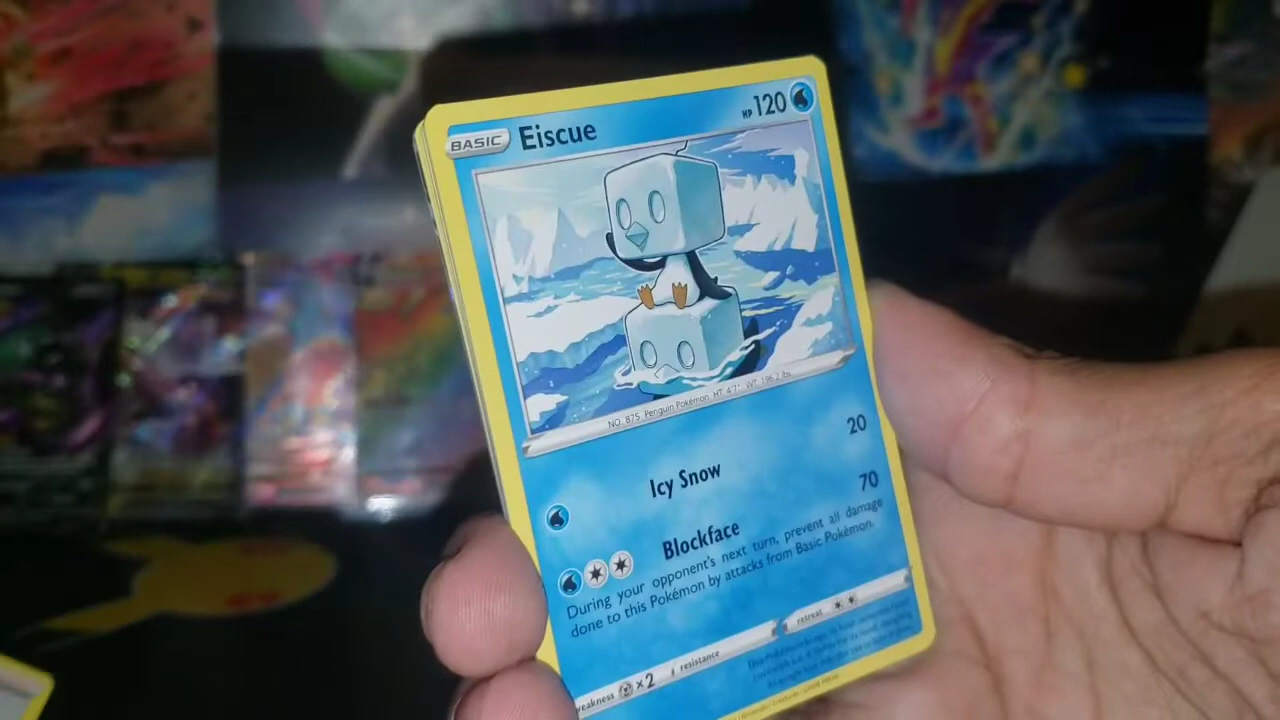 BASIC Eiscue HP 120
NO. 875 Penguin Pokémon HT 4'7" WT 196.2 lbs
Icy Snow 20
Blockface 70
During your opponent's next turn, prevent all damage
done to this Pokémon by attacks from Basic Pokémon.
weakness ×2 resistance retreat